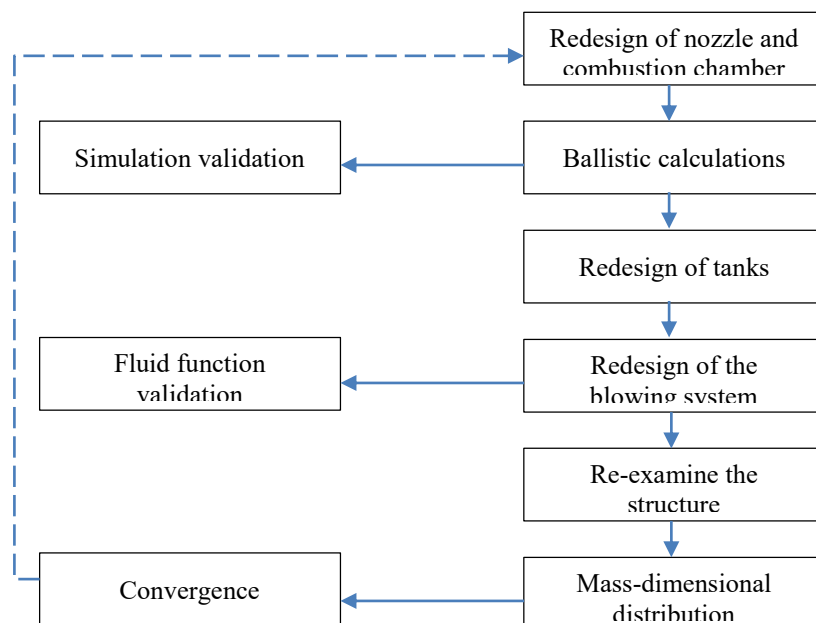 Redesign of nozzle and
combustion chamber
Simulation validation
Ballistic calculations
Redesign of tanks
Fluid function
validation
Redesign of the
blowing system
Re-examine the
structure
Convergence
Mass-dimensional
distribution